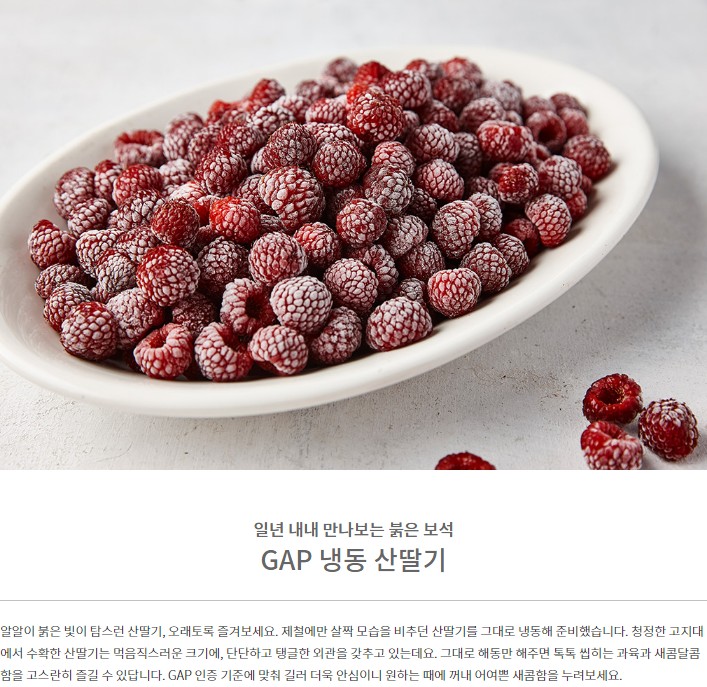 일년 내내 만나보는 붉은 보석
GAP 냉동 산딸기
알알이 붉은 빛이 탐스런 산딸기, 오래토록 즐겨보세요. 제철에만 살짝 모습을 비추던 산딸기를 그대로 냉동해 준비했습니다. 청정한 고지대
에서 수확한 산딸기는 먹음직스러운 크기에, 단단하고 탱글한 외관을 갖추고 있는데요. 그대로 해동만 해주면 톡톡 씹히는 과육과 새콤달콤
함을 고스란히 즐길 수 있답니다. GAP 인증 기준에 맞춰 길러 더욱 안심이니 원하는 때에 꺼내 어여쁜 새콤함을 누려보세요.